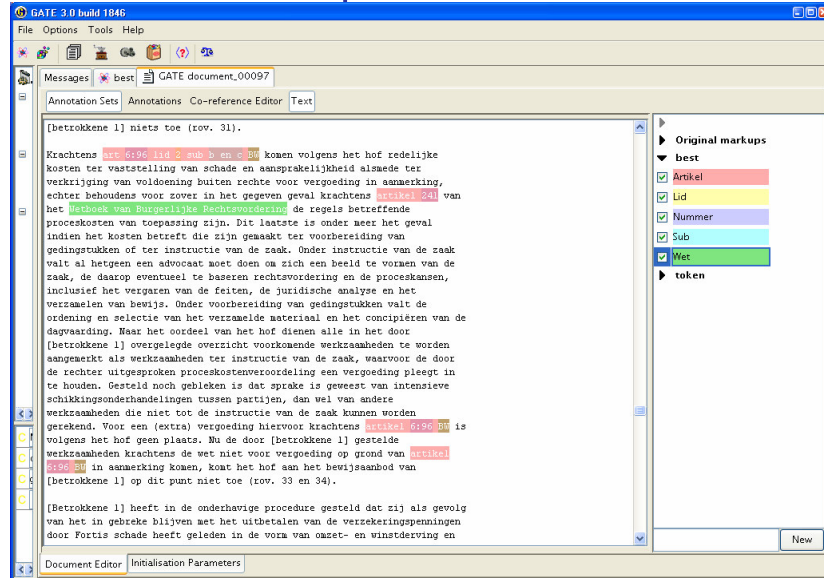 GATE 3.0 build 1846
File Options Tools Help
Messages best GATE document_00097
Annotation Sets Annotations Co-reference Editor Text
[betrokkene 1] niets toe (rov. 31).
Krachtens art 6:96 lid 2 sub b en c BW komen volgens het hof redelijke
kosten ter vaststelling van schade en aansprakelijkheid alsmede ter
verkrijging van voldoening buiten rechte voor vergoeding in aanmerking,
echter behoudens voor zover in het gegeven geval krachtens artikel 241 van
het Wetboek van Burgerlijke Rechtsvordering de regels betreffende
proceskosten van toepassing zijn. Dit laatste is onder meer het geval
indien het kosten betreft die zijn gemaakt ter voorbereiding van
gedingstukken of ter instructie van de zaak. Onder instructie van de zaak
valt al hetgeen een advocaat moet doen om zich een beeld te vormen van de
zaak, de daarop eventueel te baseren rechtsvordering en de proceskansen,
inclusief het vergaren van de feiten, de juridische analyse en het
verzamelen van bewijs. Onder voorbereiding van gedingstukken valt de
ordening en selectie van het verzamelde materiaal en het concipiëren van de
dagvaarding. Naar het oordeel van het hof dienen alle in het door
[betrokkene 1] overgelegde overzicht voorkomende werkzaamheden te worden
aangemerkt als werkzaamheden ter instructie van de zaak, waarvoor de door
de rechter uitgesproken proceskostenveroordeling een vergoeding pleegt in
te houden. Gesteld noch gebleken is dat sprake is geweest van intensieve
schikkingsonderhandelingen tussen partijen, dan wel van andere
werkzaamheden die niet tot de instructie van de zaak kunnen worden
gerekend. Voor een (extra) vergoeding hiervoor krachtens artikel 6:96 BW is
volgens het hof geen plaats. Nu de door [betrokkene 1] gestelde
werkzaamheden krachtens de wet niet voor vergoeding op grond van artikel
6:96 BW in aanmerking komen, komt het hof aan het bewijsaanbod van
[betrokkene 1] op dit punt niet toe (rov. 33 en 34).
[Betrokkene 1] heeft in de onderhavige procedure gesteld dat zij als gevolg
van het in gebreke blijven met het uitbetalen van de verzekeringspenningen
door Fortis schade heeft geleden in de vorm van omzet- en winstderving en
Original markups
best
Artikel
Lid
Nummer
Sub
Wet
token
New
Document Editor Initialisation Parameters